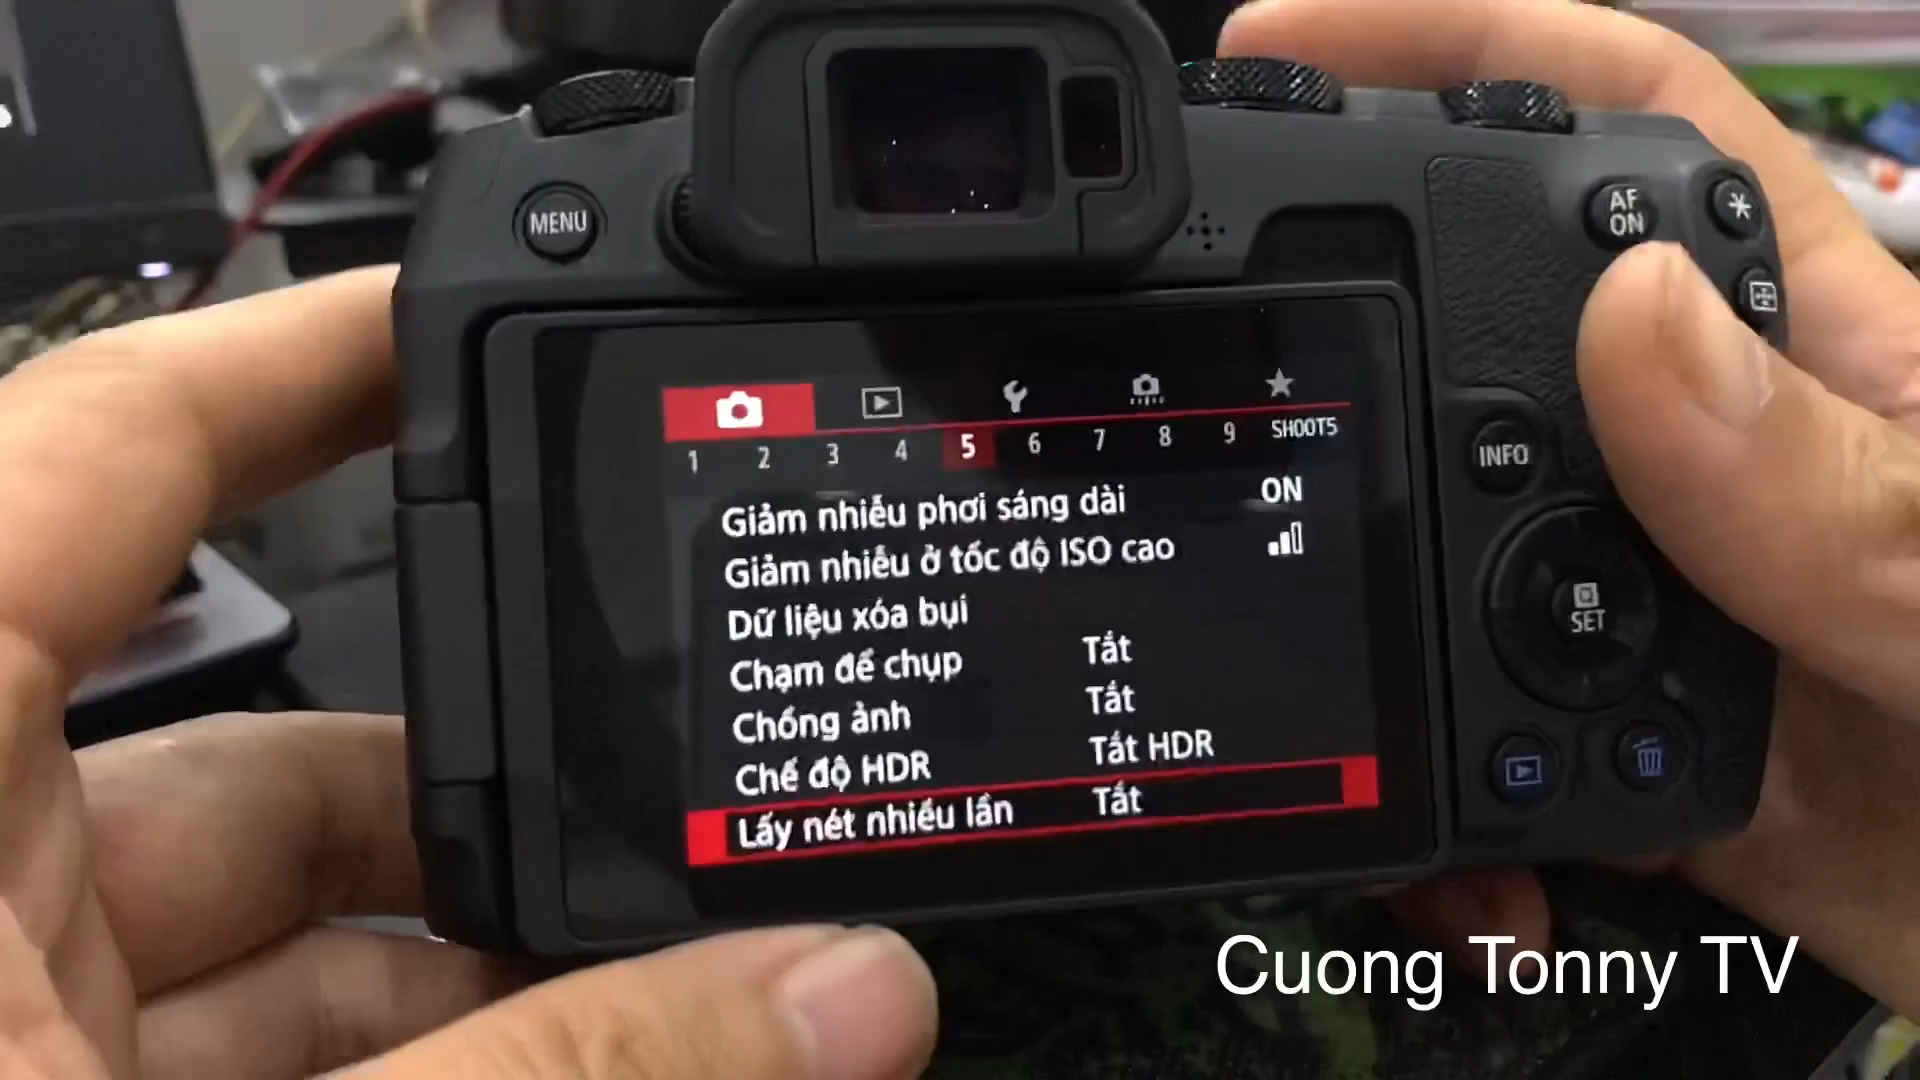 MENU
AF
ON
1 2 3 4 5 6 7 8 9 SHOOT5
Giảm nhiễu phơi sáng dài ON
Giảm nhiễu ở tốc độ ISO cao
Dữ liệu xóa bụi
Chạm để chụp Tắt
Chồng ảnh Tắt
Chế độ HDR Tắt HDR
Lấy nét nhiều lần Tắt
INFO
Q
SET
Cuong Tonny TV